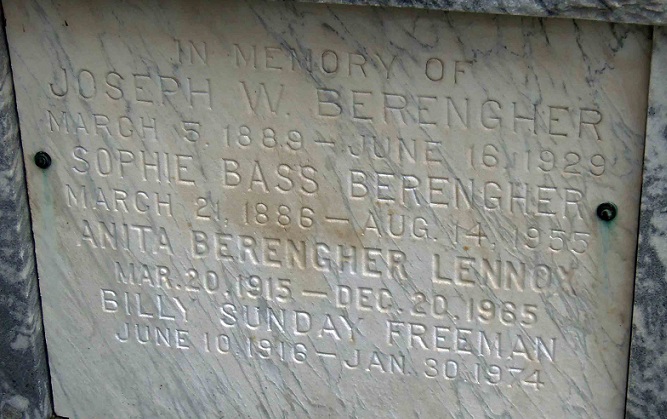 IN MEMORY OF
JOSEPH W. BERENGHER
MARCH 5, 1889 — JUNE 16, 1929
SOPHIE BASS BERENGHER
MARCH 21, 1886 — AUG. 14, 1955
ANITA BERENGHER LENNOX
MAR. 20, 1915 — DEC. 20, 1965
BILLY SUNDAY FREEMAN
JUNE 10, 1916 — JAN. 30, 1974